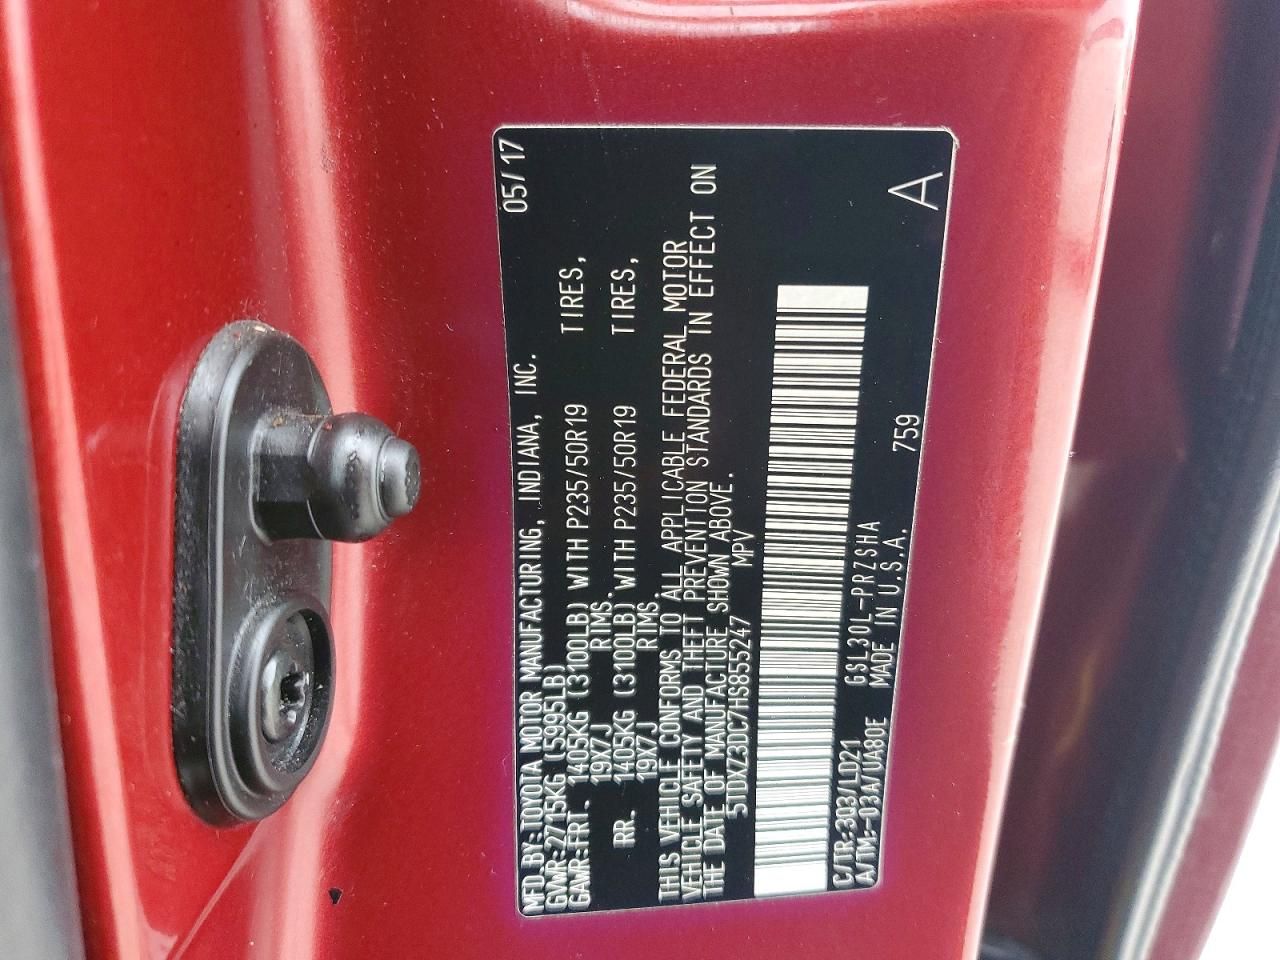 MFD. BY: TOYOTA MOTOR MANUFACTURING, INDIANA, INC. 05/17
GVWR: 2715KG (5995LB)
GAWR: FRT. 1405KG (3100LB) WITH P235/50R19 TIRES,
19X7J RIMS.
RR. 1405KG (3100LB) WITH P235/50R19 TIRES,
19X7J RIMS.
THIS VEHICLE CONFORMS TO ALL APPLICABLE FEDERAL MOTOR
VEHICLE SAFETY AND THEFT PREVENTION STANDARDS IN EFFECT ON
THE DATE OF MANUFACTURE SHOWN ABOVE.
5TDXZ3DC7HS855247 MPV
C/TR: 3Q3/LD21 GSL30L-PRZSHA
A/TM: -03A/UA80E MADE IN U.S.A. 759 A